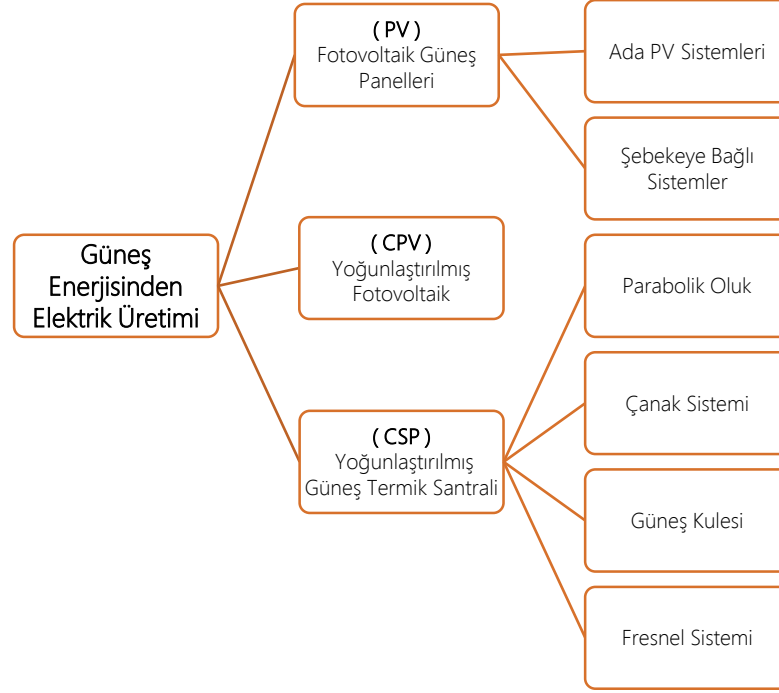 Güneş
Enerjisinden
Elektrik Üretimi
( PV )
Fotovoltaik Güneş
Panelleri
Ada PV Sistemleri
Şebekeye Bağlı
Sistemler
( CPV )
Yoğunlaştırılmış
Fotovoltaik
( CSP )
Yoğunlaştırılmış
Güneş Termik Santrali
Parabolik Oluk
Çanak Sistemi
Güneş Kulesi
Fresnel Sistemi